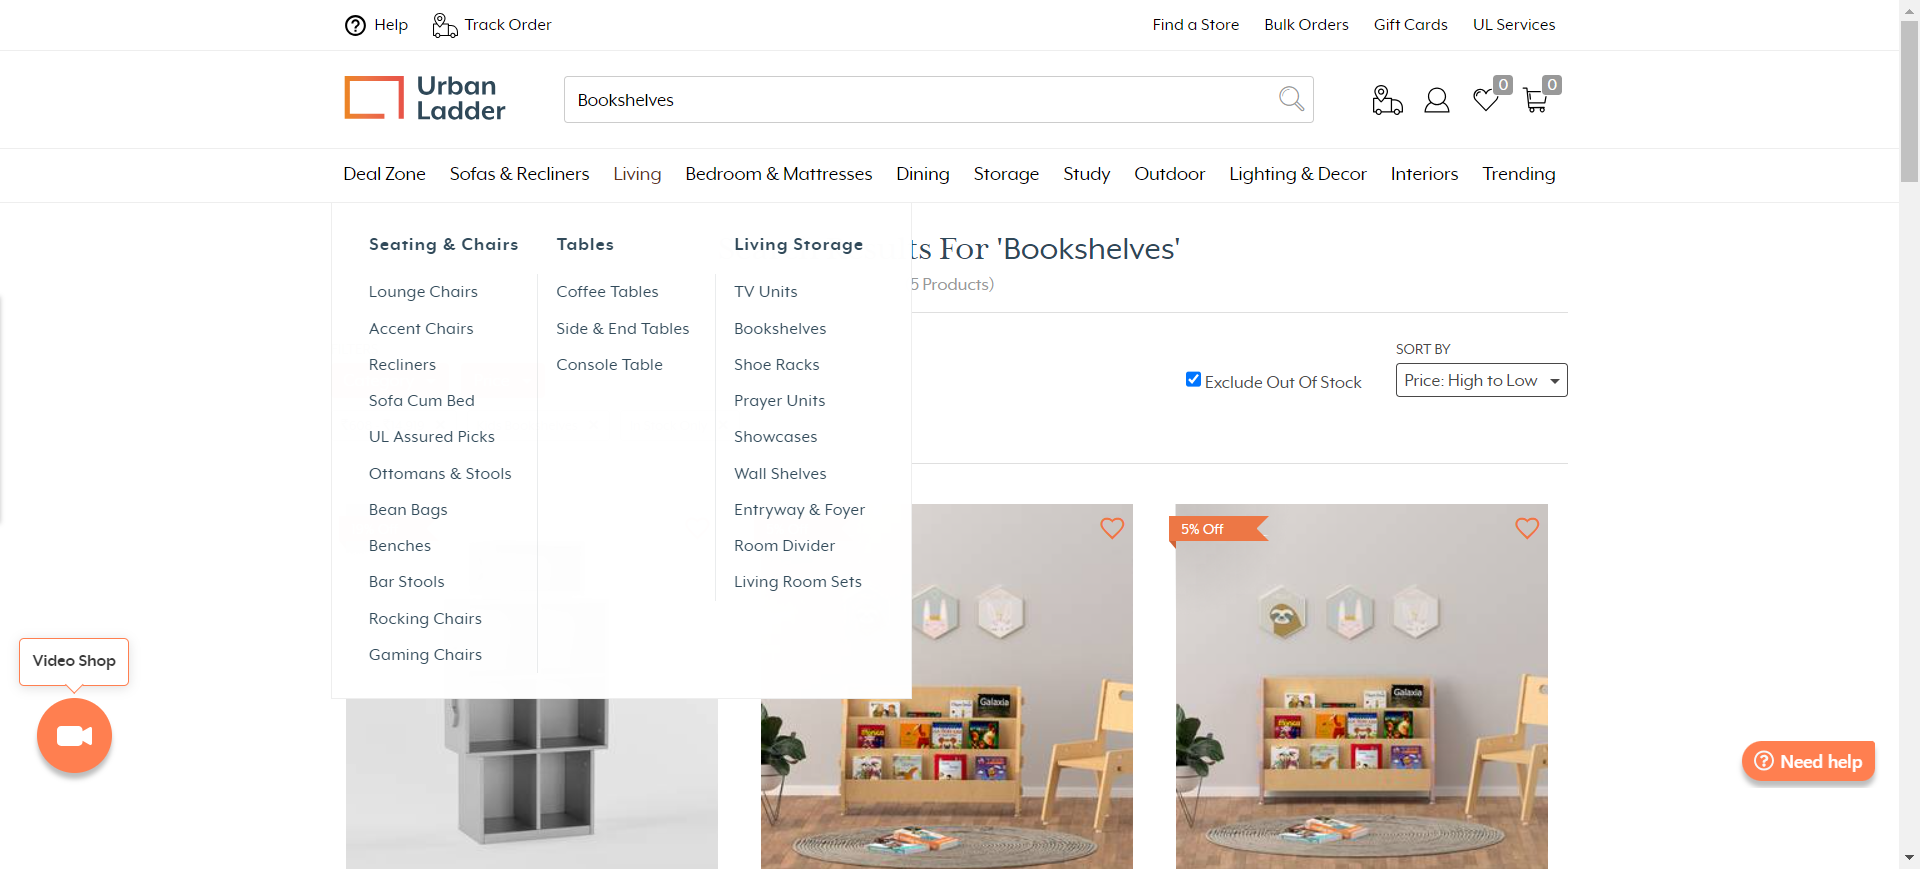 Help
Track Order
Find a Store
Bulk Orders
Gift Cards
UL Services
Urban
Ladder
Bookshelves
0
0
Deal Zone
Sofas & Recliners
Living
Bedroom & Mattresses
Dining
Storage
Study
Outdoor
Lighting & Decor
Interiors
Trending
Seating & Chairs
Lounge Chairs
Accent Chairs
Recliners
Sofa Cum Bed
UL Assured Picks
Ottomans & Stools
Bean Bags
Benches
Bar Stools
Rocking Chairs
Gaming Chairs
Tables
Coffee Tables
Side & End Tables
Console Table
Living Storage
TV Units
Bookshelves
Shoe Racks
Prayer Units
Showcases
Wall Shelves
Entryway & Foyer
Room Divider
Living Room Sets
ts For 'Bookshelves'
5 Products)
Exclude Out Of Stock
SORT BY
Price: High to Low
5% Off
Galaxia
Galaxia
Video Shop
Need help